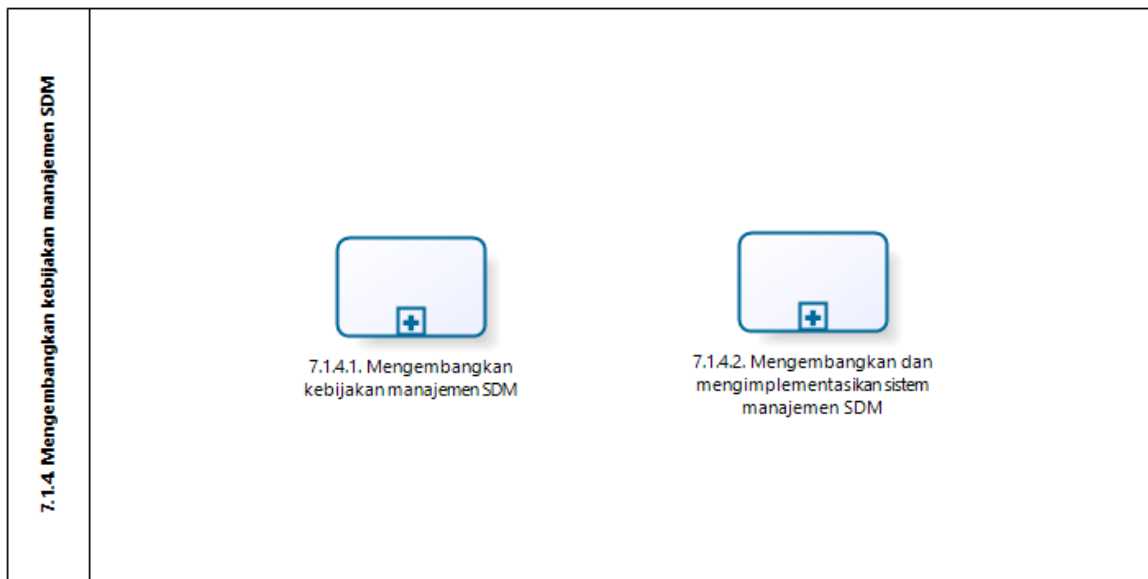 7.1.4. Mengembangkan kebijakan manajemen SDM
7.1.4.1. Mengembangkan
kebijakan manajemen SDM
7.1.4.2. Mengembangkan dan
mengimplementasikan sistem
manajemen SDM